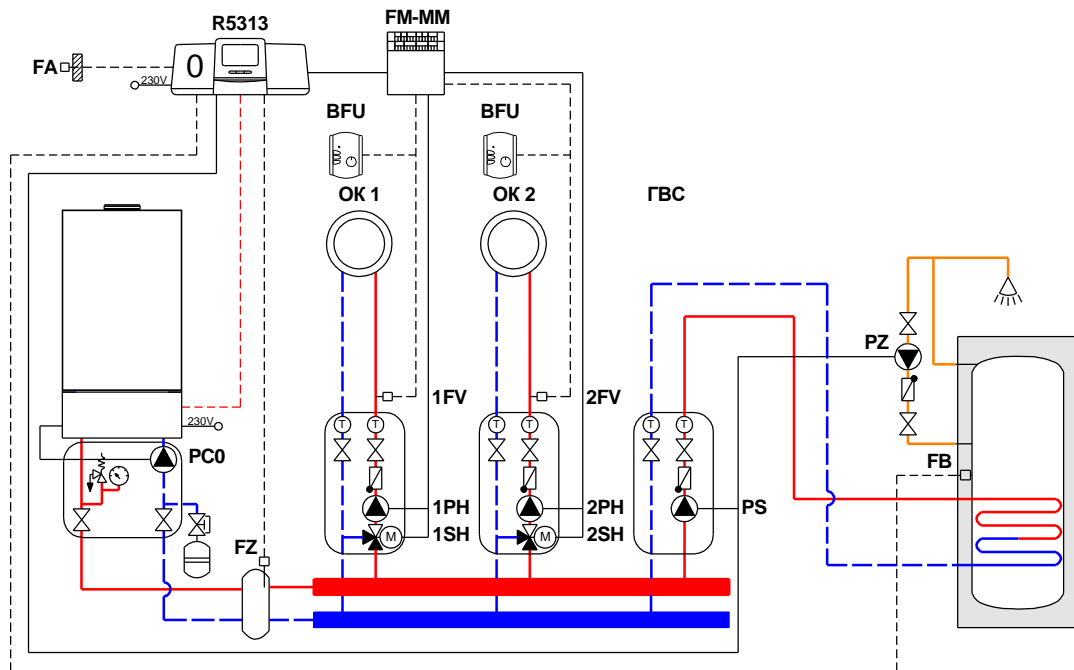 R5313
FM-MM
FA
0
230V
BFU
BFU
ОК 1
ОК 2
ГВС
PZ
1FV
2FV
230V
T
T
T
T
T
T
PC0
FB
1PH
2PH
PS
1SH
2SH
M
M
FZ